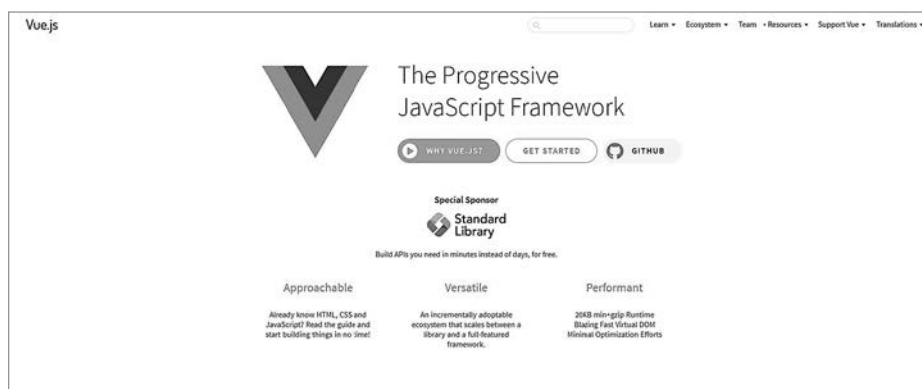 Vue.js
Learn Ecosystem Team Resources Support Vue Translations
The Progressive
JavaScript Framework
WHY VUE.JS?
GET STARTED
GITHUB
Special Sponsor
Standard
Library
Build APIs you need in minutes instead of days, for free.
Approachable
Already know HTML, CSS and
JavaScript? Read the guide and
start building things in no time!
Versatile
An incrementally adoptable
ecosystem that scales between a
library and a full-featured
framework.
Performant
20KB min+gzip Runtime
Blazing Fast Virtual DOM
Minimal Optimization Efforts